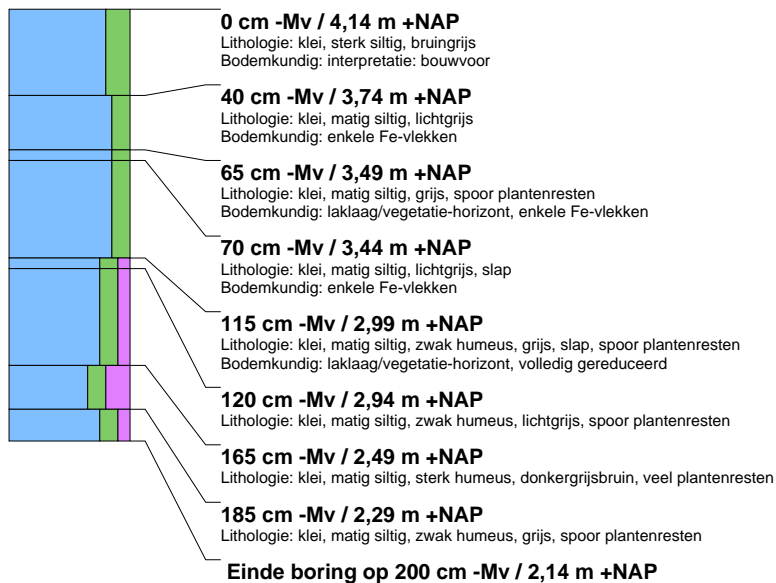 0 cm -Mv / 4,14 m +NAP
Lithologie: klei, sterk siltig, bruingrijs
Bodemkundig: interpretatie: bouwvoor
40 cm -Mv / 3,74 m +NAP
Lithologie: klei, matig siltig, lichtgrijs
Bodemkundig: enkele Fe-vlekken
65 cm -Mv / 3,49 m +NAP
Lithologie: klei, matig siltig, grijs, spoor plantenresten
Bodemkundig: laklaag/vegetatie-horizont, enkele Fe-vlekken
70 cm -Mv / 3,44 m +NAP
Lithologie: klei, matig siltig, lichtgrijs, slap
Bodemkundig: enkele Fe-vlekken
115 cm -Mv / 2,99 m +NAP
Lithologie: klei, matig siltig, zwak humeus, grijs, slap, spoor plantenresten
Bodemkundig: laklaag/vegetatie-horizont, volledig gereduceerd
120 cm -Mv / 2,94 m +NAP
Lithologie: klei, matig siltig, zwak humeus, lichtgrijs, spoor plantenresten
165 cm -Mv / 2,49 m +NAP
Lithologie: klei, matig siltig, sterk humeus, donkergrijsbruin, veel plantenresten
185 cm -Mv / 2,29 m +NAP
Lithologie: klei, matig siltig, zwak humeus, grijs, spoor plantenresten
Einde boring op 200 cm -Mv / 2,14 m +NAP